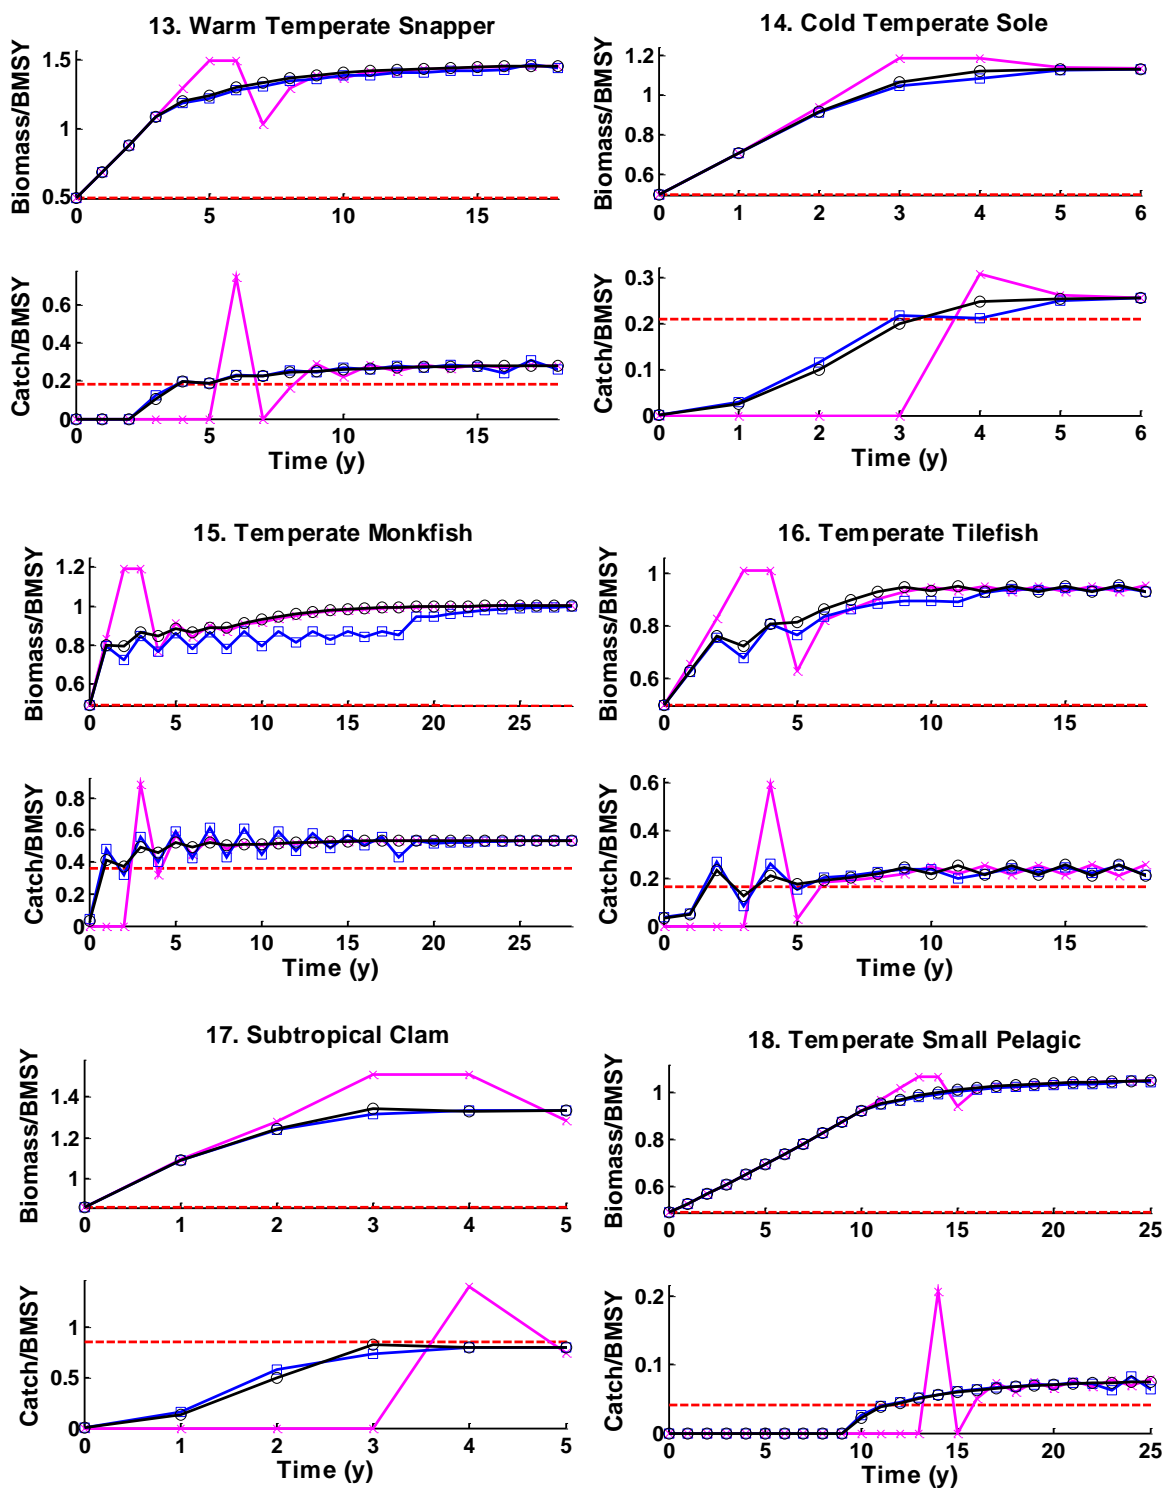 13. Warm Temperate Snapper
Biomass/BMSY
1.5
1
0.5
0 5 10 15
Catch/BMSY
0.6
0.4
0.2
0
0 5 10 15
Time (y)
14. Cold Temperate Sole
Biomass/BMSY
1.2
1
0.8
0.6
0 1 2 3 4 5 6
Catch/BMSY
0.3
0.2
0.1
0
0 1 2 3 4 5 6
Time (y)
15. Temperate Monkfish
Biomass/BMSY
1.2
1
0.8
0.6
0 5 10 15 20 25
Catch/BMSY
0.8
0.6
0.4
0.2
0
0 5 10 15 20 25
Time (y)
16. Temperate Tilefish
Biomass/BMSY
1
0.8
0.6
0 5 10 15
Catch/BMSY
0.6
0.4
0.2
0
0 5 10 15
Time (y)
17. Subtropical Clam
Biomass/BMSY
1.4
1.2
1
0 1 2 3 4 5
Catch/BMSY
1
0.5
0
0 1 2 3 4 5
Time (y)
18. Temperate Small Pelagic
Biomass/BMSY
1
0.8
0.6
0 5 10 15 20 25
Catch/BMSY
0.2
0.1
0
0 5 10 15 20 25
Time (y)